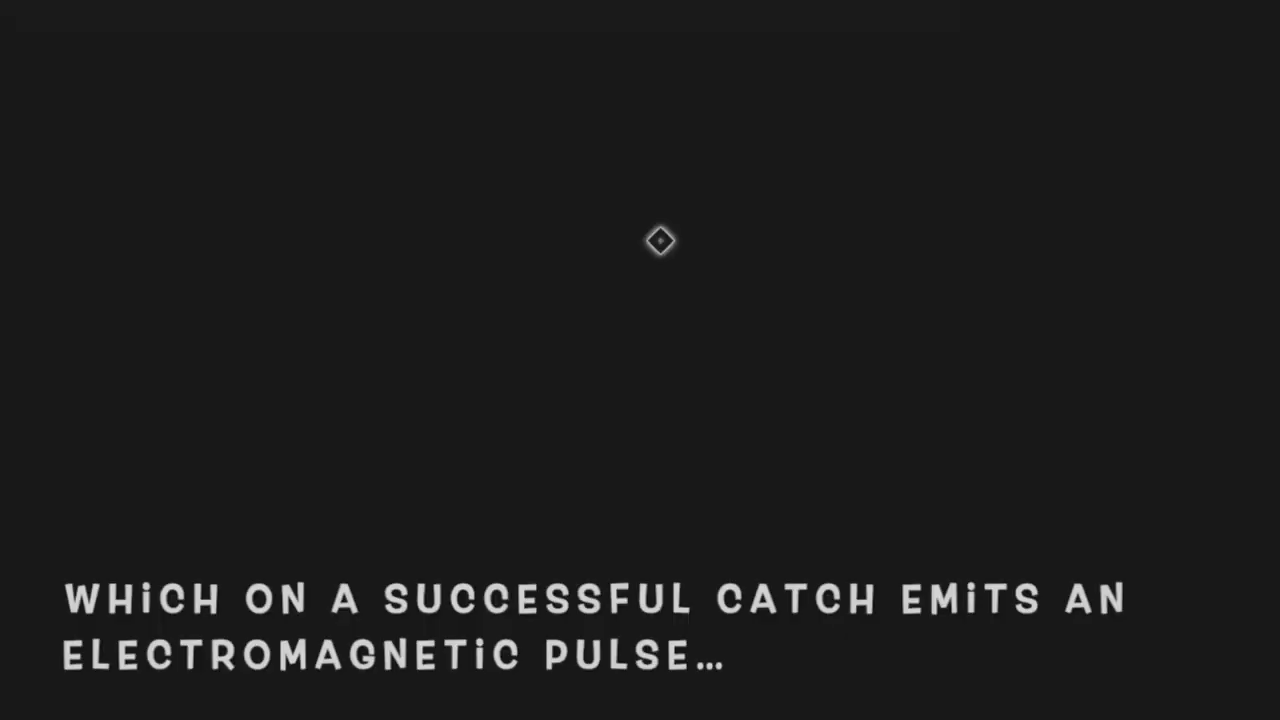 WHiCH ON A SUCCESSFUL CATCH EMiTS AN
ELECTROMAGNETiC PULSE…